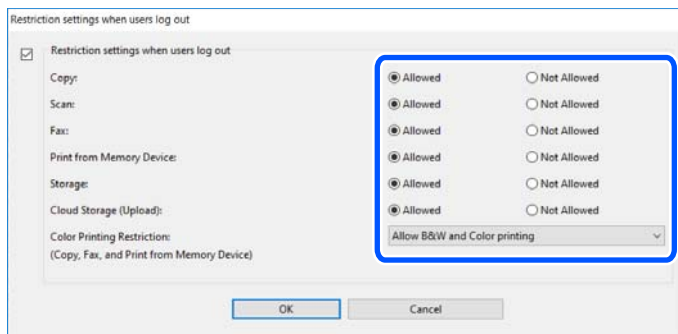 Restriction settings when users log out
Restriction settings when users log out
Copy: Allowed Not Allowed
Scan: Allowed Not Allowed
Fax: Allowed Not Allowed
Print from Memory Device: Allowed Not Allowed
Storage: Allowed Not Allowed
Cloud Storage (Upload): Allowed Not Allowed
Color Printing Restriction: Allow B&W and Color printing
(Copy, Fax, and Print from Memory Device)
OK Cancel